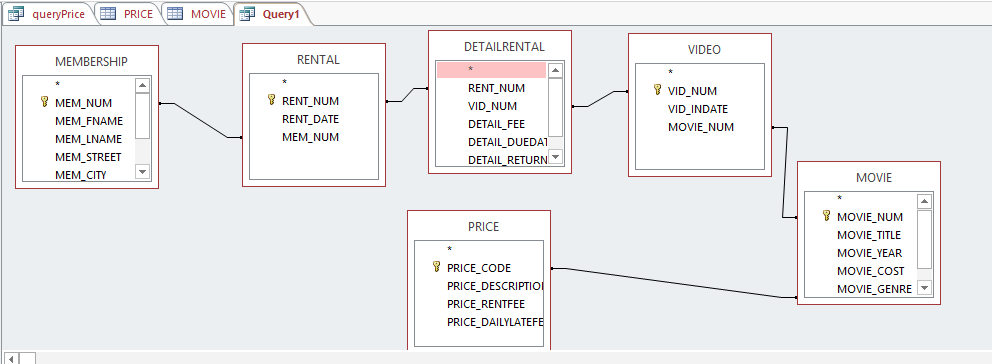 queryPrice
PRICE
MOVIE
Query1
MEMBERSHIP
*
MEM_NUM
MEM_FNAME
MEM_LNAME
MEM_STREET
MEM_CITY
RENTAL
*
RENT_NUM
RENT_DATE
MEM_NUM
DETAILRENTAL
*
RENT_NUM
VID_NUM
DETAIL_FEE
DETAIL_DUEDAT
DETAIL_RETURN
VIDEO
*
VID_NUM
VID_INDATE
MOVIE_NUM
MOVIE
*
MOVIE_NUM
MOVIE_TITLE
MOVIE_YEAR
MOVIE_COST
MOVIE_GENRE
PRICE
*
PRICE_CODE
PRICE_DESCRIPTION
PRICE_RENTFEE
PRICE_DAILYLATEFE